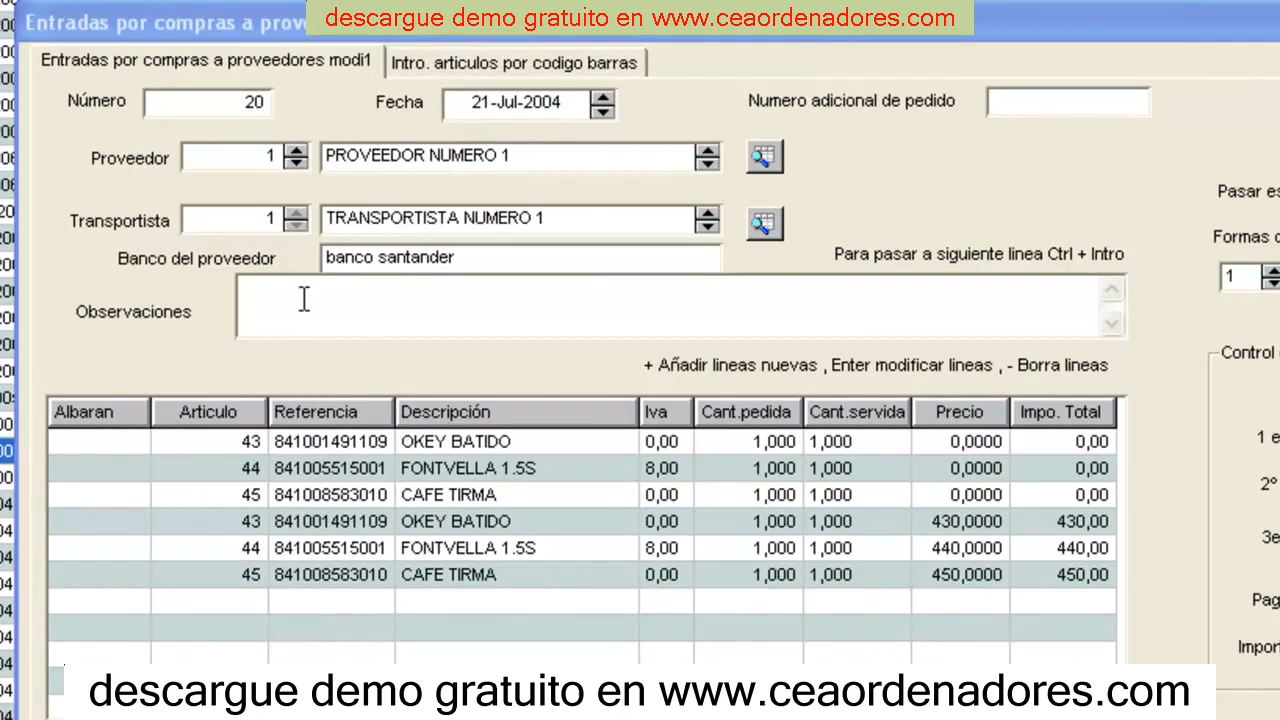 descargue demo gratuito en www.ceaordenadores.com
Entradas por compras a prov
Entradas por compras a proveedores modi1 Intro. articulos por codigo barras
Número 20 Fecha 21-Jul-2004 Numero adicional de pedido
Proveedor 1 PROVEEDOR NUMERO 1
Pasar es
Transportista 1 TRANSPORTISTA NUMERO 1
Formas
Banco del proveedor banco santander Para pasar a siguiente linea Ctrl + Intro
1
Observaciones
+ Añadir lineas nuevas , Enter modificar lineas , - Borra lineas
Control
Albaran Articulo Referencia Descripción Iva Cant.pedida Cant.servida Precio Impo. Total
43 841001491109 OKEY BATIDO 0,00 1,000 1,000 0,0000 0,00
1 e
44 841005515001 FONTVELLA 1.5S 8,00 1,000 1,000 0,0000 0,00
2º
45 841008583010 CAFE TIRMA 0,00 1,000 1,000 0,0000 0,00
43 841001491109 OKEY BATIDO 0,00 1,000 1,000 430,0000 430,00
3e
44 841005515001 FONTVELLA 1.5S 8,00 1,000 1,000 440,0000 440,00
45 841008583010 CAFE TIRMA 0,00 1,000 1,000 450,0000 450,00
Pag
Import
descargue demo gratuito en www.ceaordenadores.com